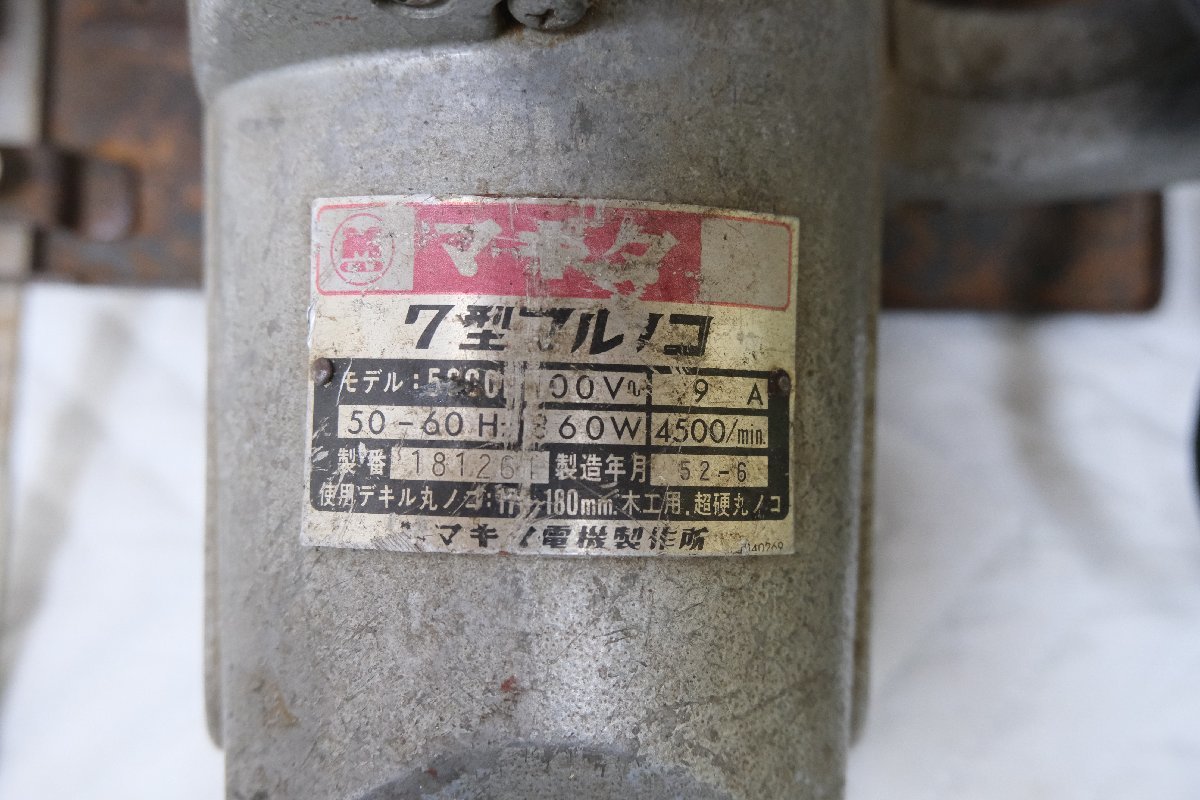 マキタ
7型マルノコ
モデル: 00V∿ 9 A
50-60H 60W 4500/min.
製番 18126 製造年月 52-6
使用デキル丸ノコ: 180mm.木工用.超硬丸ノコ
マキタ電機製作所